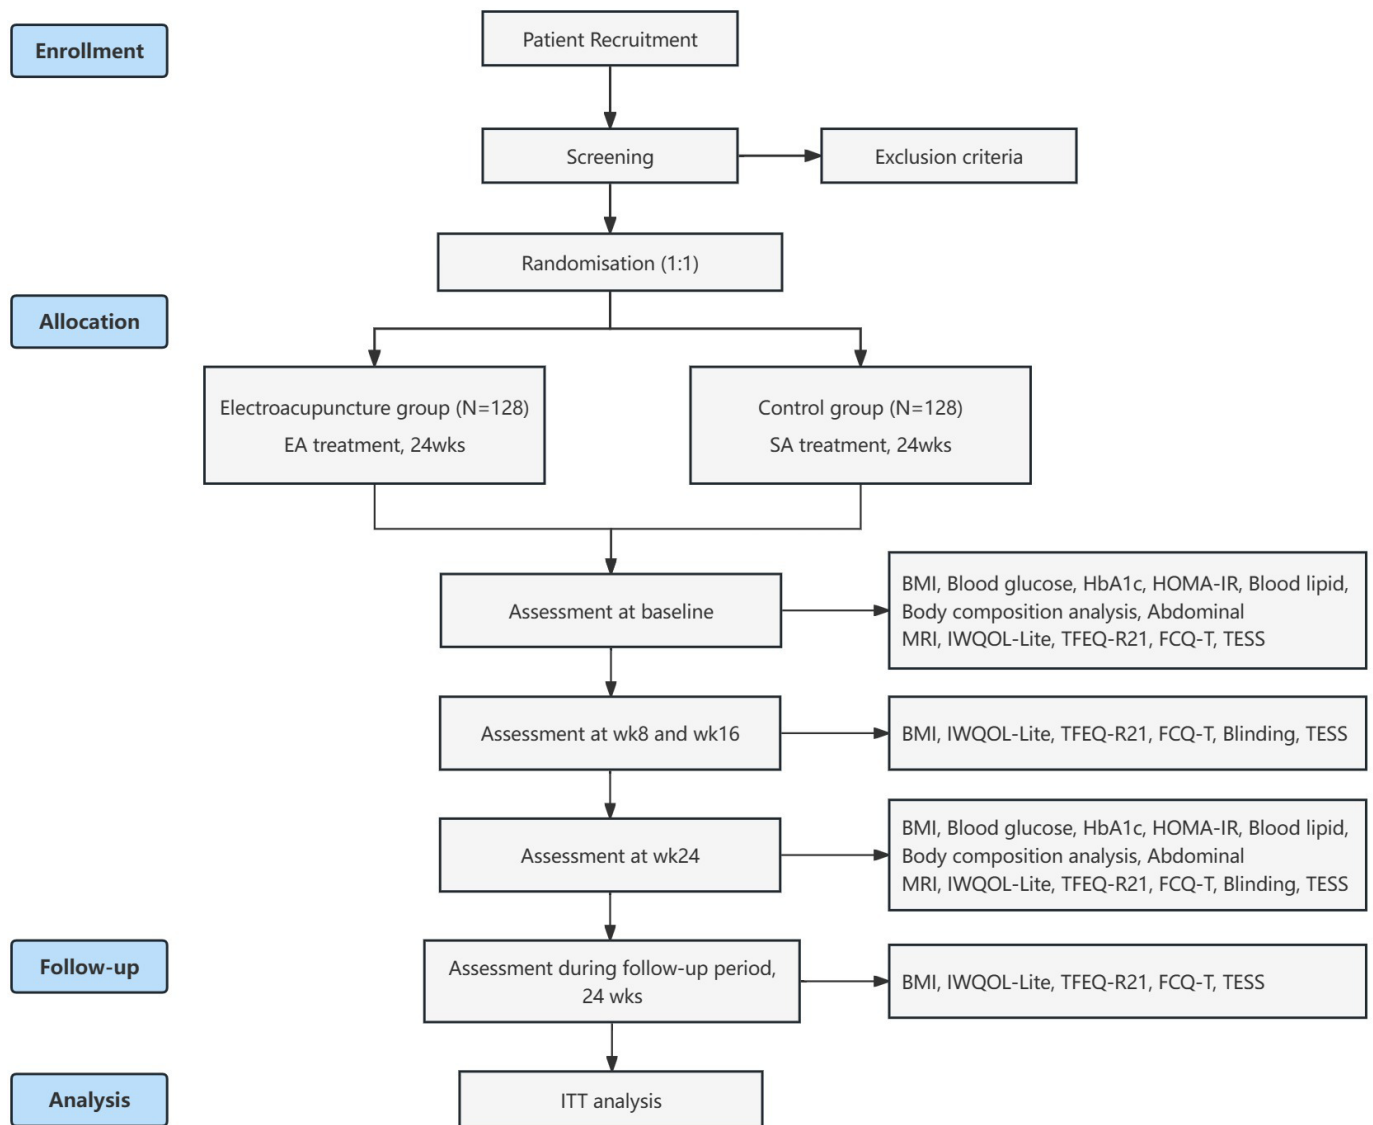 Enrollment
Patient Recruitment
Screening
Exclusion criteria
Randomisation (1:1)
Allocation
Electroacupuncture group (N=128)
EA treatment, 24wks
Control group (N=128)
SA treatment, 24wks
Assessment at baseline
BMI, Blood glucose, HbA1c, HOMA-IR, Blood lipid,
Body composition analysis, Abdominal
MRI, IWQOL-Lite, TFEQ-R21, FCQ-T, TESS
Assessment at wk8 and wk16
BMI, IWQOL-Lite, TFEQ-R21, FCQ-T, Blinding, TESS
Assessment at wk24
BMI, Blood glucose, HbA1c, HOMA-IR, Blood lipid,
Body composition analysis, Abdominal
MRI, IWQOL-Lite, TFEQ-R21, FCQ-T, Blinding, TESS
Follow-up
Assessment during follow-up period,
24 wks
BMI, IWQOL-Lite, TFEQ-R21, FCQ-T, TESS
Analysis
ITT analysis